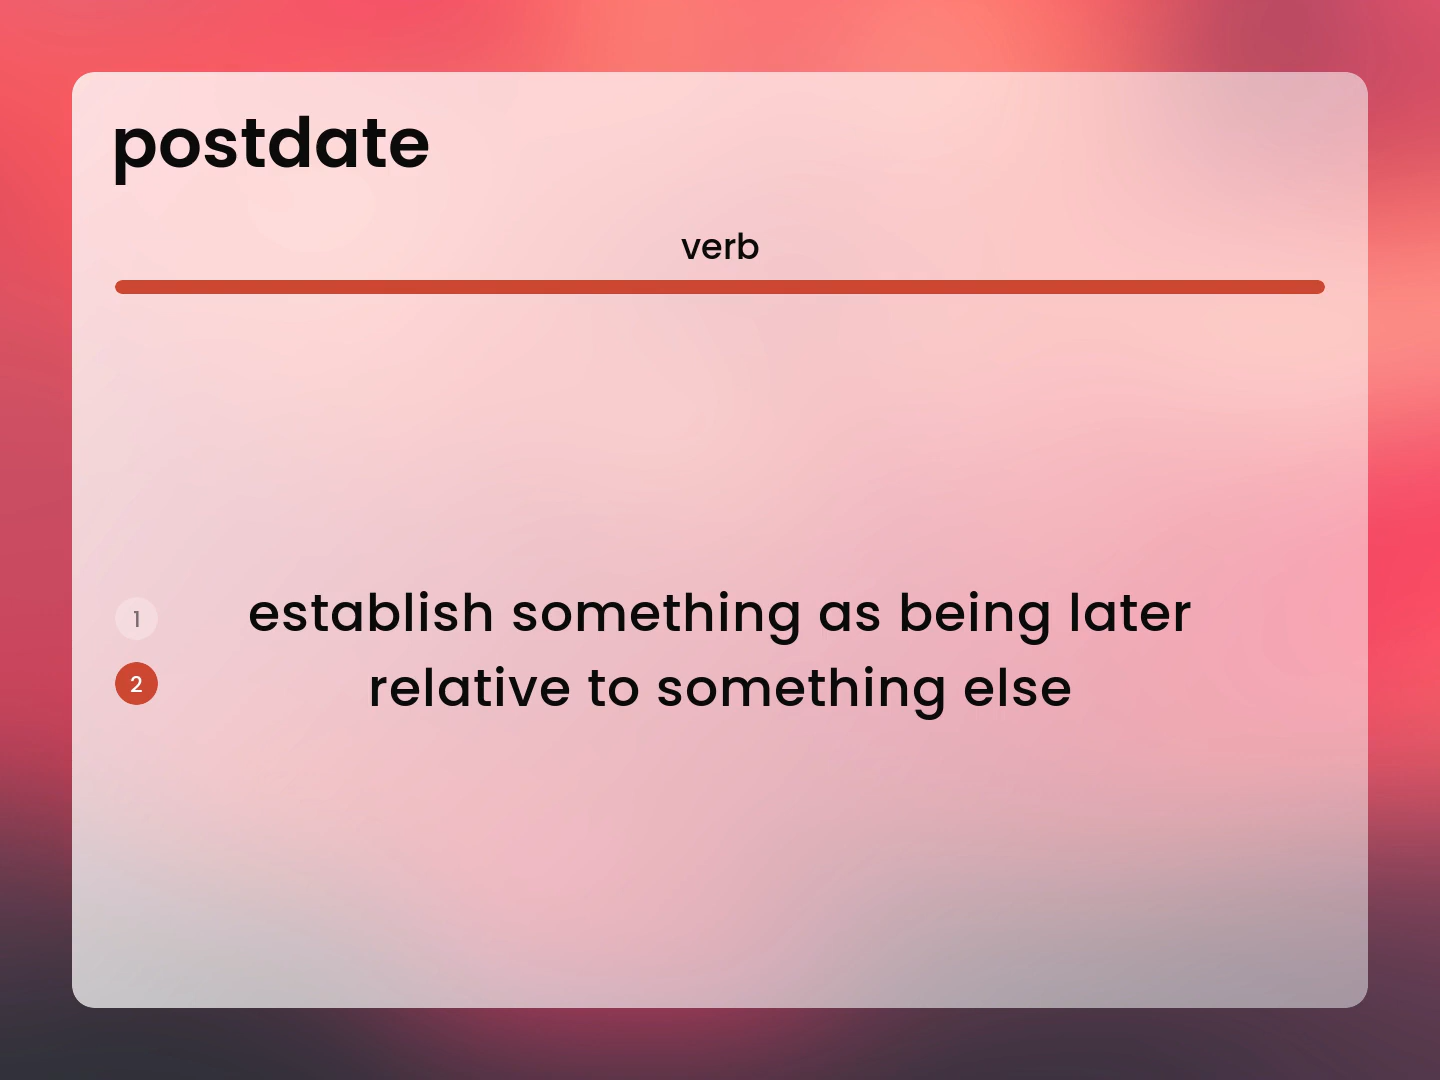 postdate
verb
1
establish something as being later
2
relative to something else